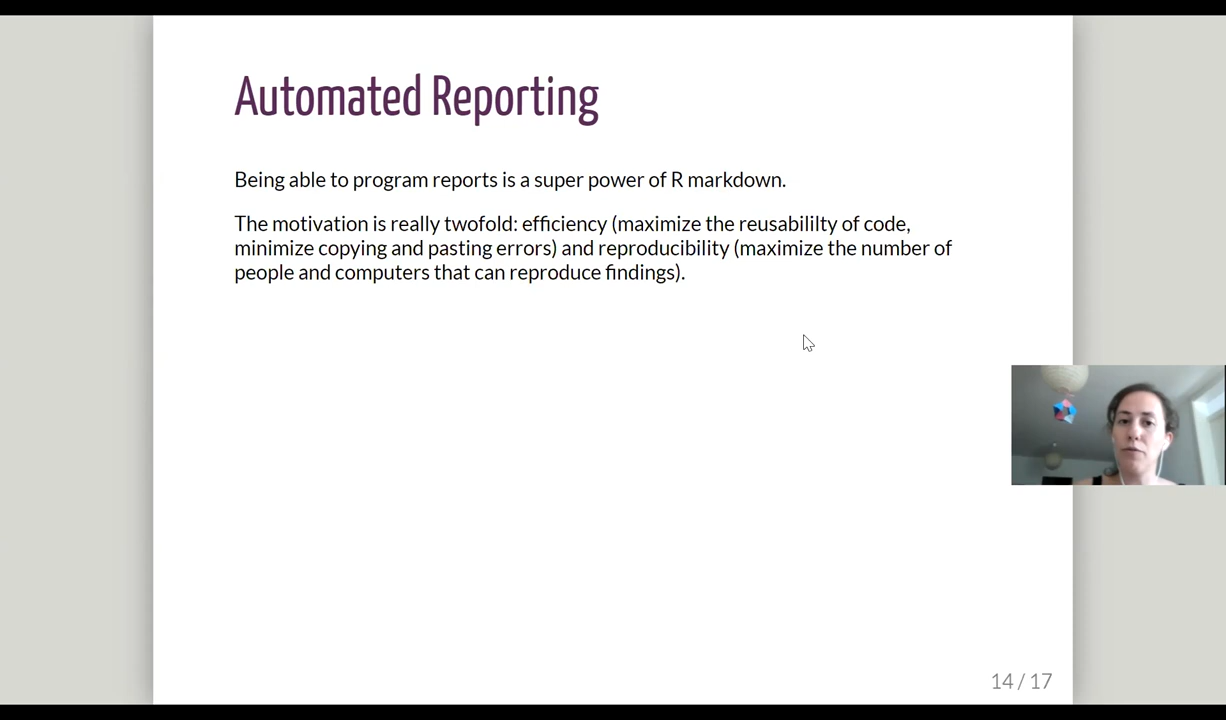 Automated Reporting
Being able to program reports is a super power of R markdown.
The motivation is really twofold: efficiency (maximize the reusabililty of code,
minimize copying and pasting errors) and reproducibility (maximize the number of
people and computers that can reproduce findings).
14 / 17